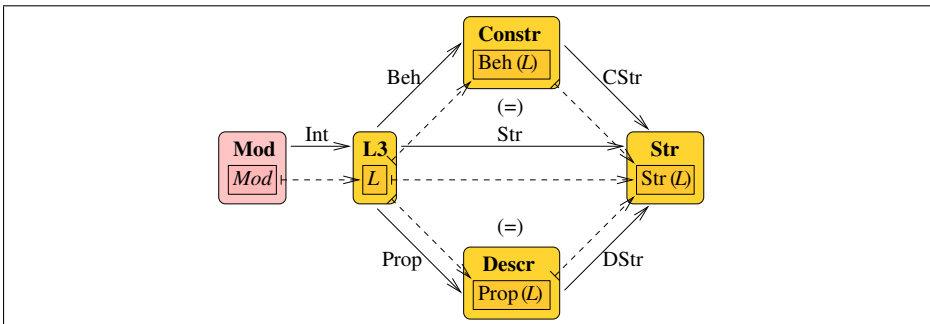 Constr
Beh (L)
Beh
CStr
(=)
Int
Str
Mod
L3
Str
Mod
L
Str (L)
(=)
Prop
Descr
DStr
Prop (L)